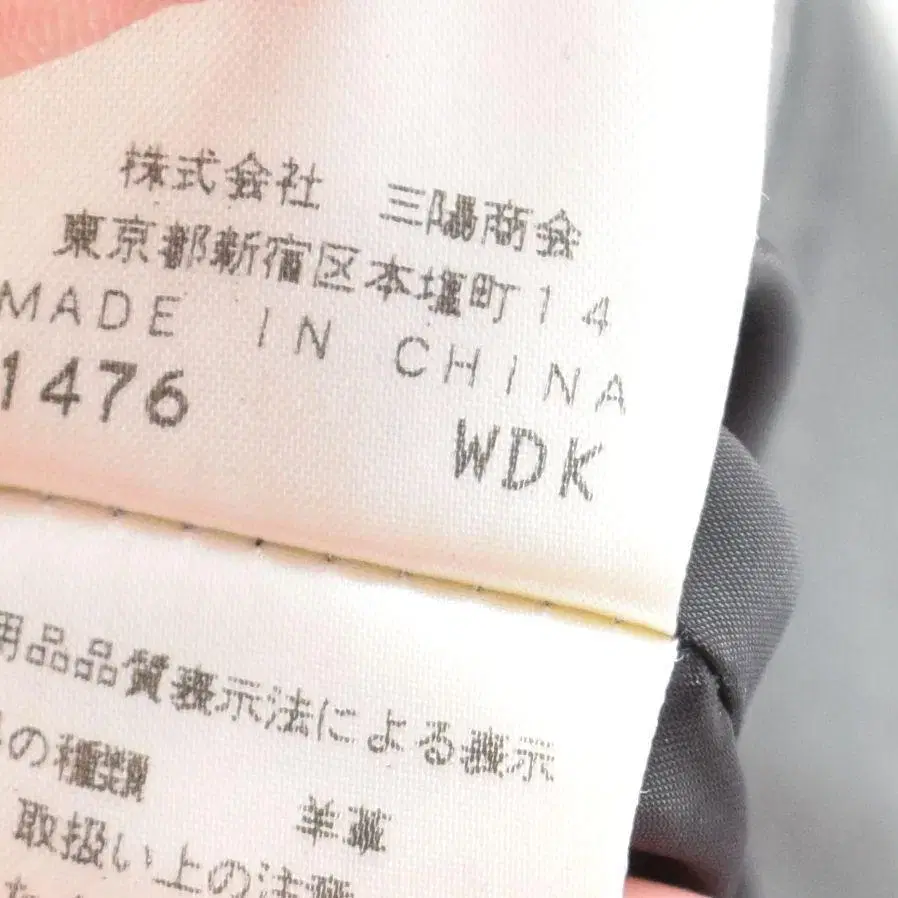 株式会社 三陽商会
東京都新宿区本塩町14
MADE IN CHINA
1476 WDK
用品品質表示法による表示
の種類 羊革
取扱い上の注意